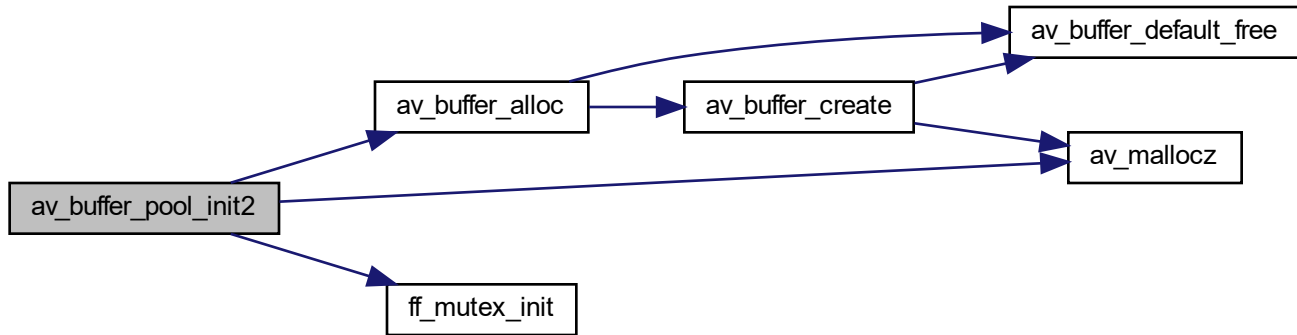 av_buffer_default_free
av_buffer_alloc
av_buffer_create
av_mallocz
av_buffer_pool_init2
ff_mutex_init